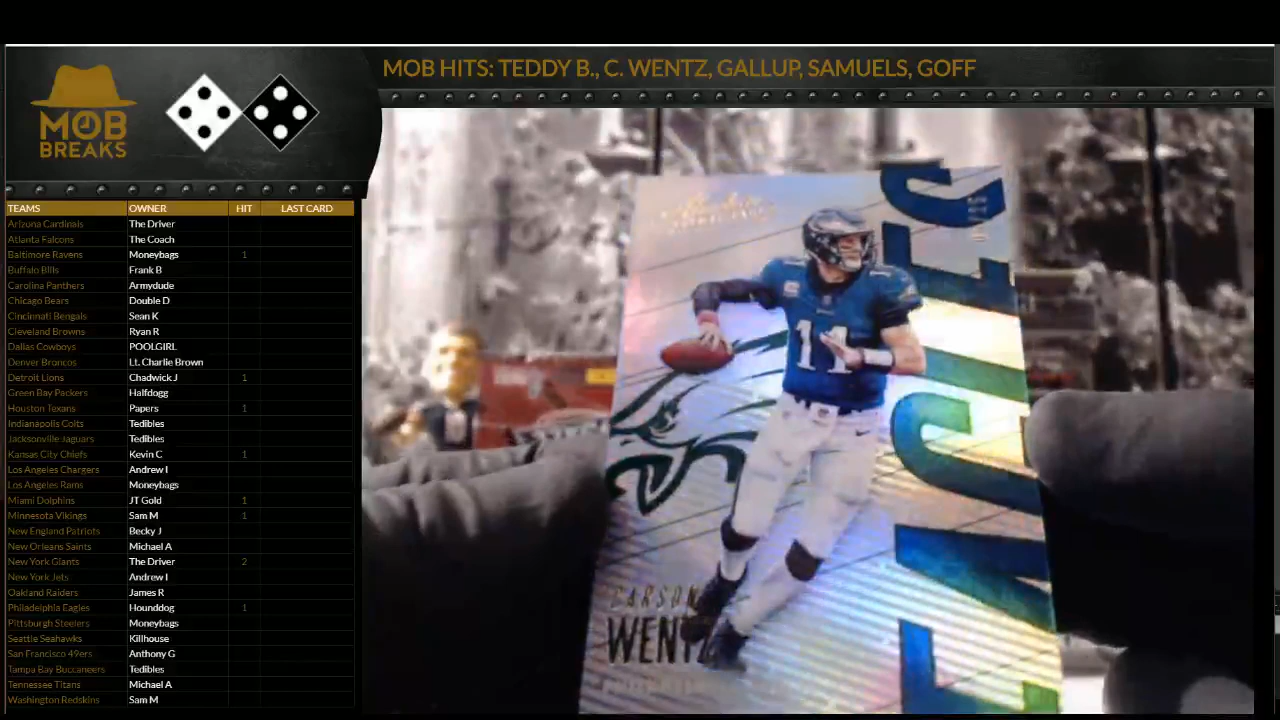 MOB HITS: TEDDY B., C. WENTZ, GALLUP, SAMUELS, GOFF
MOB
BREAKS
TEAMS OWNER HIT LAST CARD
Arizona Cardinals The Driver
Atlanta Falcons The Coach
Baltimore Ravens Moneybags 1
Buffalo Bills Frank B
Carolina Panthers Armydude
Chicago Bears Double D
Cincinnati Bengals Sean K
Cleveland Browns Ryan R
Dallas Cowboys POOLGIRL
Denver Broncos Lt. Charlie Brown
Detroit Lions Chadwick J 1
Green Bay Packers Halfdogg
Houston Texans Papers 1
Indianapolis Colts Tedibles
Jacksonville Jaguars Tedibles
Kansas City Chiefs Kevin C 1
Los Angeles Chargers Andrew I
Los Angeles Rams Moneybags
Miami Dolphins JT Gold 1
Minnesota Vikings Sam M 1
New England Patriots Becky J
New Orleans Saints Michael A
New York Giants The Driver 2
New York Jets Andrew I
Oakland Raiders James R
Philadelphia Eagles Hounddog 1
Pittsburgh Steelers Moneybags
Seattle Seahawks Killhouse
San Francisco 49ers Anthony G
Tampa Bay Buccaneers Tedibles
Tennessee Titans Michael A
Washington Redskins Sam M
11
11
CARSON
WENTZ